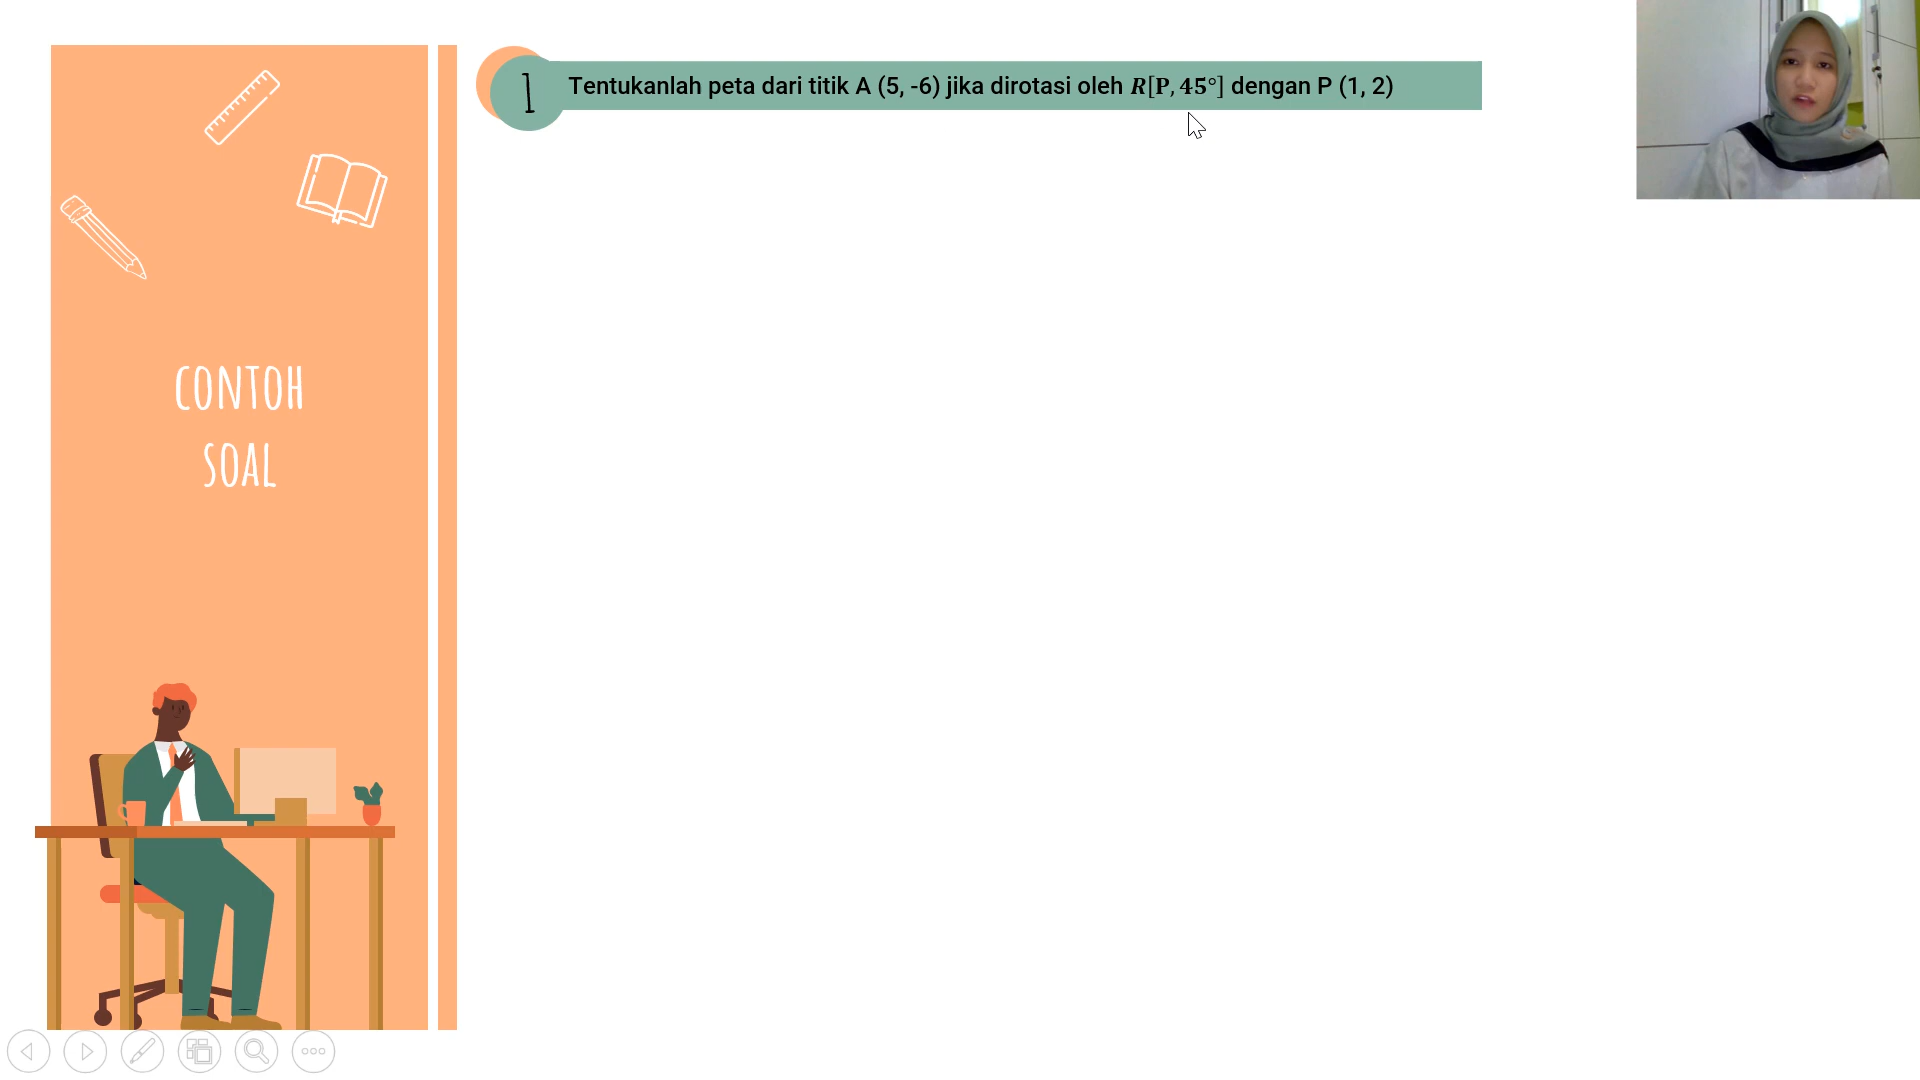 1
Tentukanlah peta dari titik A (5, -6) jika dirotasi oleh R[P, 45°] dengan P (1, 2)
CONTOH
SOAL